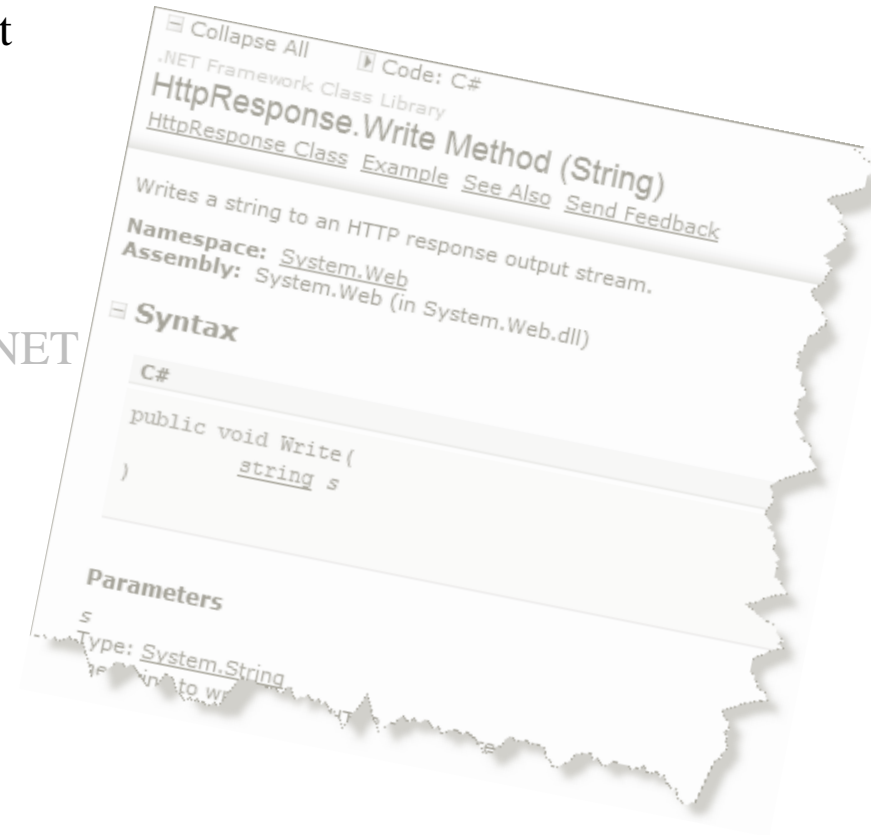 t
Collapse All Code: C#
.NET Framework Class Library
HttpResponse.Write Method (String)
HttpResponse Class Example See Also Send Feedback
Writes a string to an HTTP response output stream.
Namespace: System.Web
Assembly: System.Web (in System.Web.dll)
NET
Syntax
C#
public void Write(
string s
)
Parameters
s
Type: System.String
to